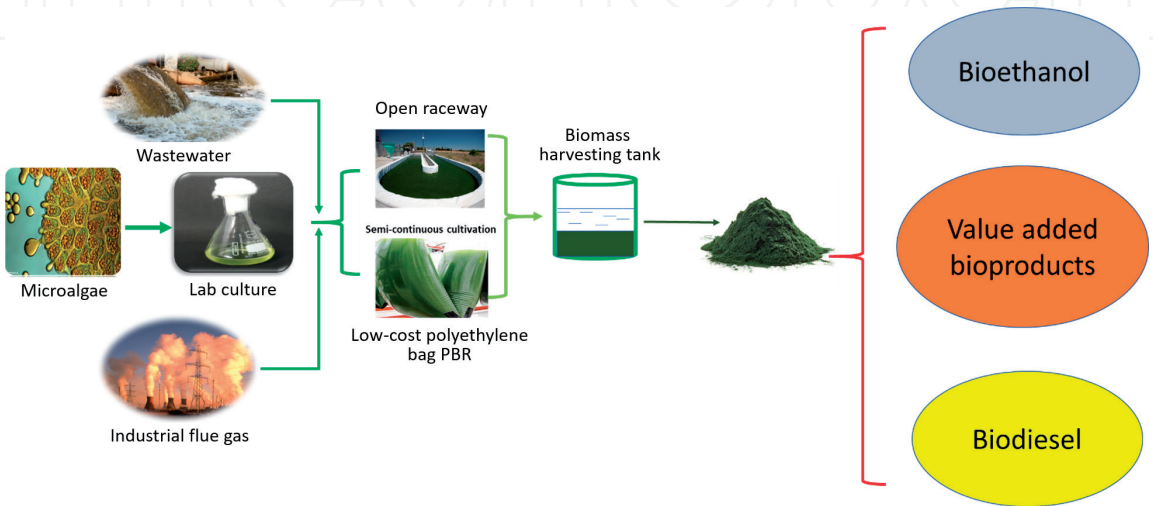 Wastewater
Microalgae
Lab culture
Industrial flue gas
Open raceway
Semi-continuous cultivation
Low-cost polyethylene
bag PBR
Biomass
harvesting tank
Bioethanol
Value added
bioproducts
Biodiesel